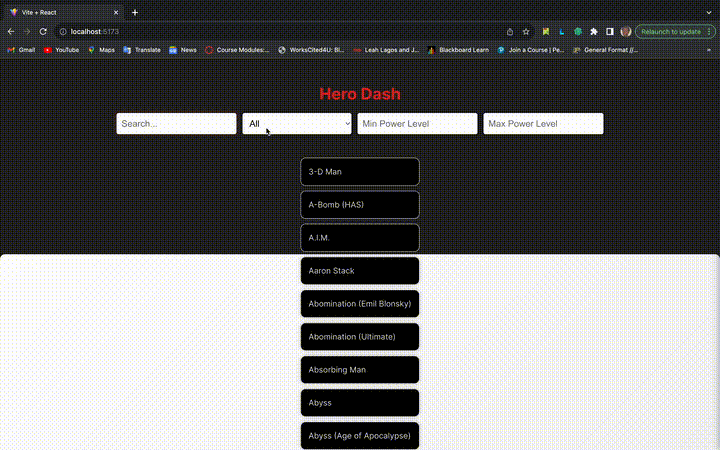 Vite + React
localhost:5173
Relaunch to update
Gmail YouTube Maps Translate News Course Modules:... WorksCited4U: Bl... Leah Lagos and J... Blackboard Learn Join a Course | Pe... General Format //... »
Hero Dash
Search... All Min Power Level Max Power Level
3-D Man
A-Bomb (HAS)
A.I.M.
Aaron Stack
Abomination (Emil Blonsky)
Abomination (Ultimate)
Absorbing Man
Abyss
Abyss (Age of Apocalypse)